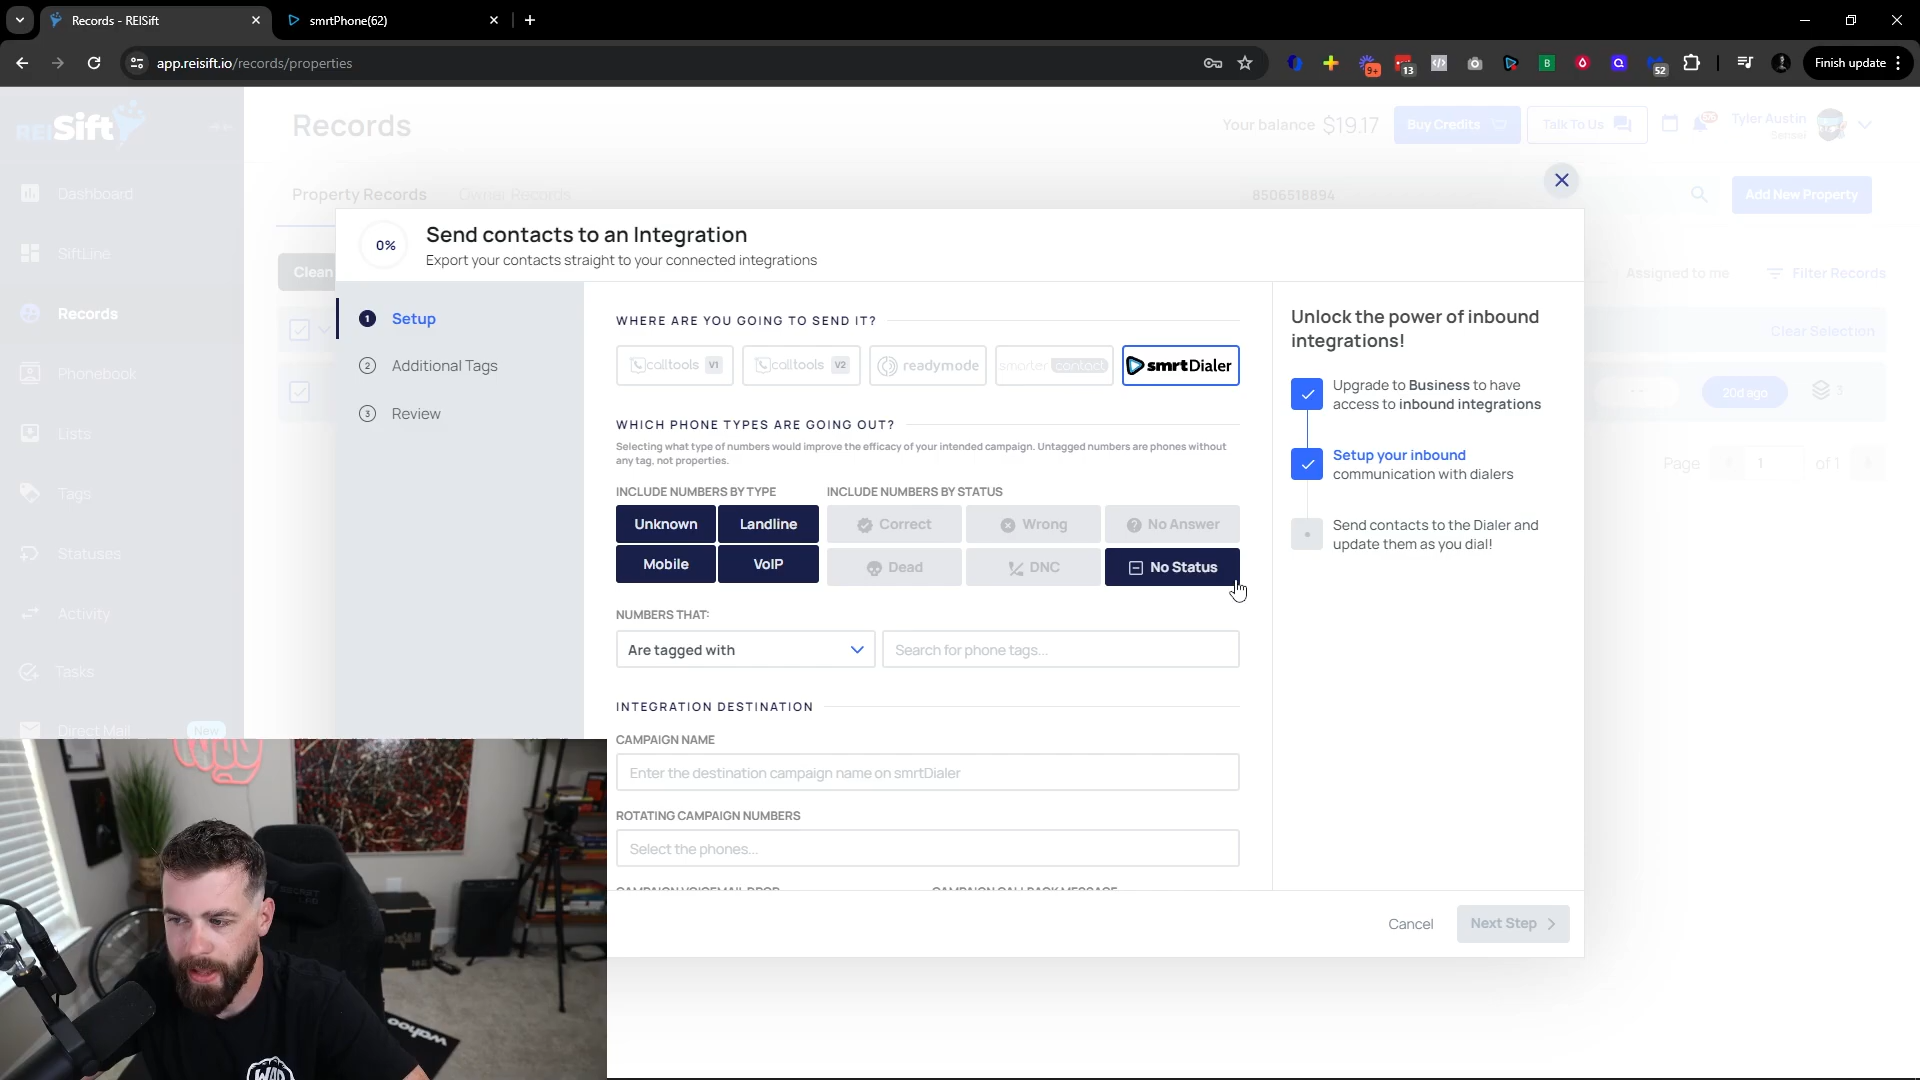 Records - REISift
smrtPhone(62)
app.reisift.io/records/properties
9+
13
B
52
Finish update
REISift
Records
Your balance $19.17
Buy Credits
Talk To Us
Tyler Austin
Dashboard
SiftLine
Records
Phonebook
Lists
Tags
Statuses
Activity
Tasks
Direct Mail
New
Property Records
Owner Records
8506518894
Add New Property
Clean
Assigned to me
Filter Records
Clear Selection
20d ago
3
Page 1 of 1
0%
Send contacts to an Integration
Export your contacts straight to your connected integrations
1 Setup
2 Additional Tags
3 Review
WHERE ARE YOU GOING TO SEND IT?
calltools V1
calltools V2
readymode
smarter contact
smrtDialer
WHICH PHONE TYPES ARE GOING OUT?
Selecting what type of numbers would improve the efficacy of your intended campaign. Untagged numbers are phones without
any tag, not properties.
INCLUDE NUMBERS BY TYPE
INCLUDE NUMBERS BY STATUS
Unknown
Landline
Correct
Wrong
No Answer
Mobile
VoIP
Dead
DNC
No Status
NUMBERS THAT:
Are tagged with
Search for phone tags...
INTEGRATION DESTINATION
CAMPAIGN NAME
Enter the destination campaign name on smrtDialer
ROTATING CAMPAIGN NUMBERS
Select the phones...
CAMPAIGN VOICEMAIL DROP
CAMPAIGN CALLBACK MESSAGE
Cancel
Next Step
Unlock the power of inbound
integrations!
Upgrade to Business to have
access to inbound integrations
Setup your inbound
communication with dialers
Send contacts to the Dialer and
update them as you dial!
wahoo